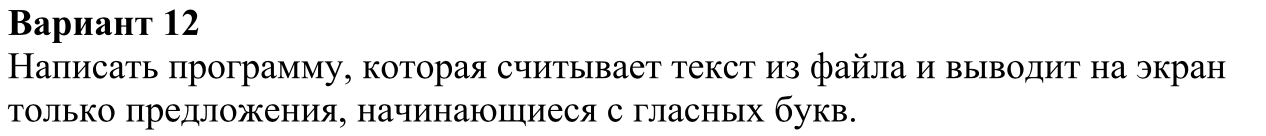 Вариант 12
Написать программу, которая считывает текст из файла и выводит на экран
только предложения, начинающиеся с гласных букв.